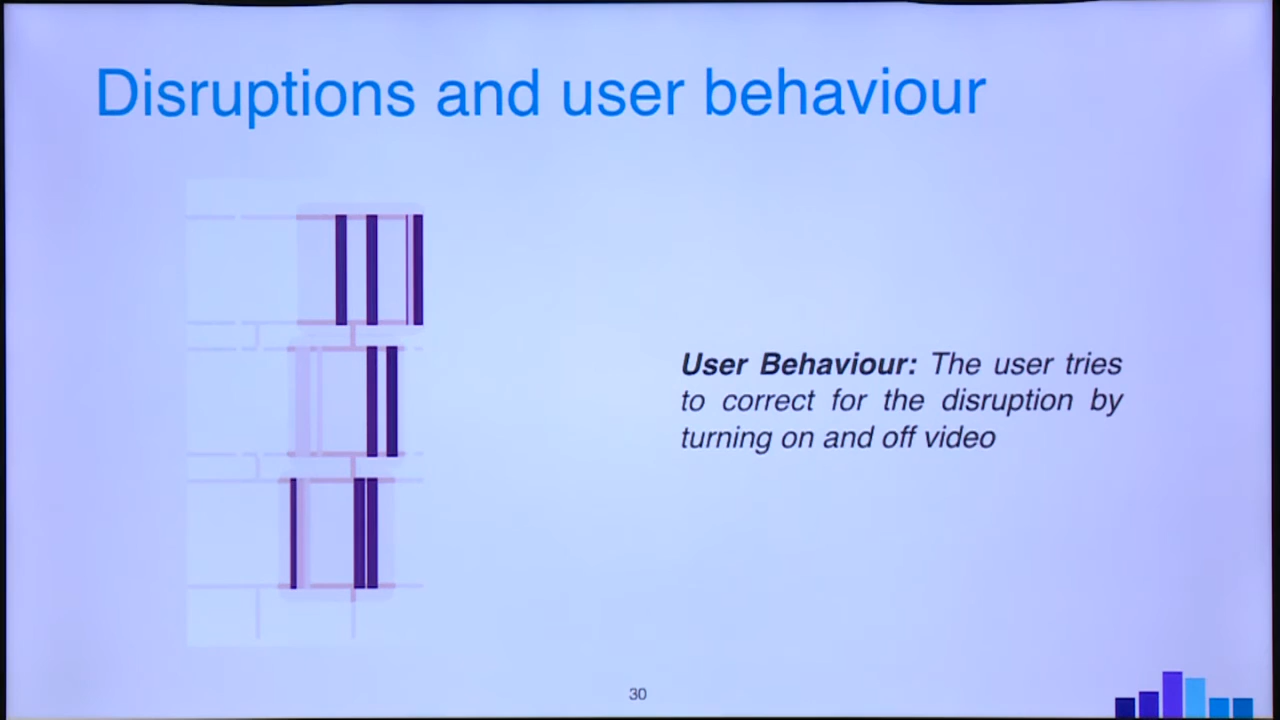 Disruptions and user behaviour
User Behaviour: The user tries
to correct for the disruption by
turning on and off video
30